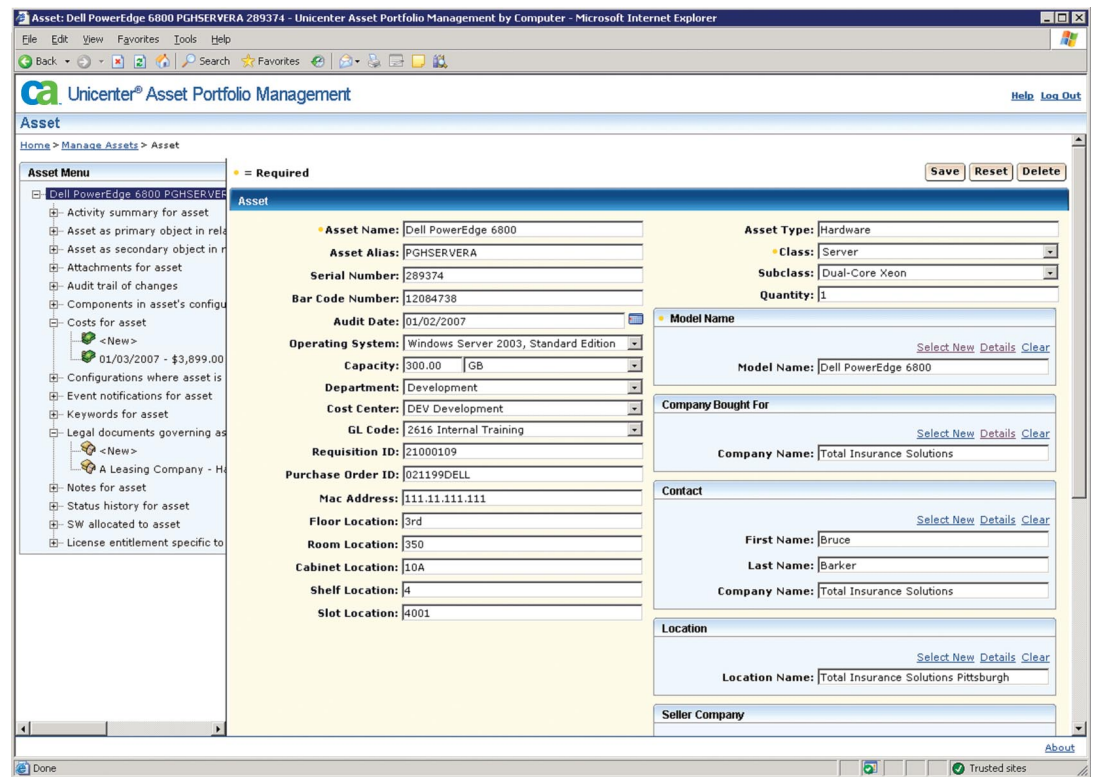 Asset: Dell PowerEdge 6800 PGHSERVERA 289374 - Unicenter Asset Portfolio Management by Computer - Microsoft Internet Explorer
File Edit View Favorites Tools Help
Back Search Favorites
ca Unicenter® Asset Portfolio Management
Help Log Out
Asset
Home > Manage Assets > Asset
Asset Menu
Dell PowerEdge 6800 PGHSERVER
Activity summary for asset
Asset as primary object in rela
Asset as secondary object in r
Attachments for asset
Audit trail of changes
Components in asset's configu
Costs for asset
<New>
01/03/2007 - $3,899.00
Configurations where asset is
Event notifications for asset
Keywords for asset
Legal documents governing as
<New>
A Leasing Company - Ha
Notes for asset
Status history for asset
SW allocated to asset
License entitlement specific to
• = Required
Save Reset Delete
Asset
•Asset Name: Dell PowerEdge 6800
Asset Alias: PGHSERVERA
Serial Number: 289374
Bar Code Number: 12084738
Audit Date: 01/02/2007
Operating System: Windows Server 2003, Standard Edition
Capacity: 300.00 GB
Department: Development
Cost Center: DEV Development
GL Code: 2616 Internal Training
Requisition ID: 21000109
Purchase Order ID: 021199DELL
Mac Address: 111.11.111.111
Floor Location: 3rd
Room Location: 350
Cabinet Location: 10A
Shelf Location: 4
Slot Location: 4001
Asset Type: Hardware
•Class: Server
Subclass: Dual-Core Xeon
Quantity: 1
• Model Name
Select New Details Clear
Model Name: Dell PowerEdge 6800
Company Bought For
Select New Details Clear
Company Name: Total Insurance Solutions
Contact
Select New Details Clear
First Name: Bruce
Last Name: Barker
Company Name: Total Insurance Solutions
Location
Select New Details Clear
Location Name: Total Insurance Solutions Pittsburgh
Seller Company
About
Done
Trusted sites